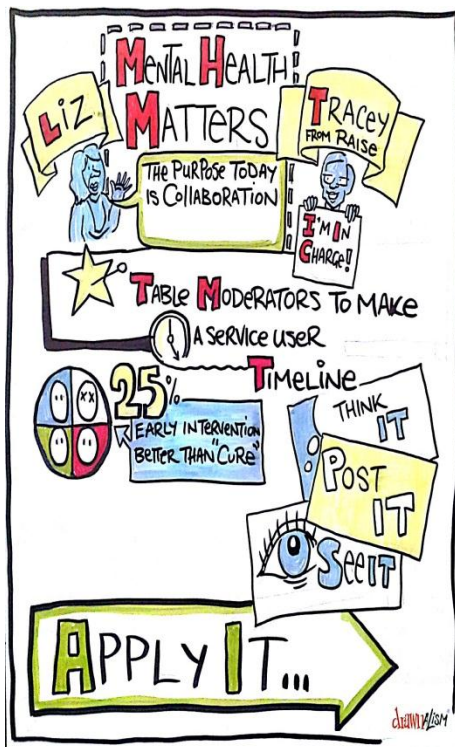 MENTAL HEALTH
MATTERS
LIZ
TRACEY
FROM RAISE
THE PURPOSE TODAY
IS COLLABORATION
I'M IN
CHARGE!
TABLE MODERATORS TO MAKE
A SERVICE USER
TIMELINE
25%
EARLY INTERVENTION
BETTER THAN "CURE"
THINK
IT
POST
IT
SEE IT
APPLY IT...
drawnalism